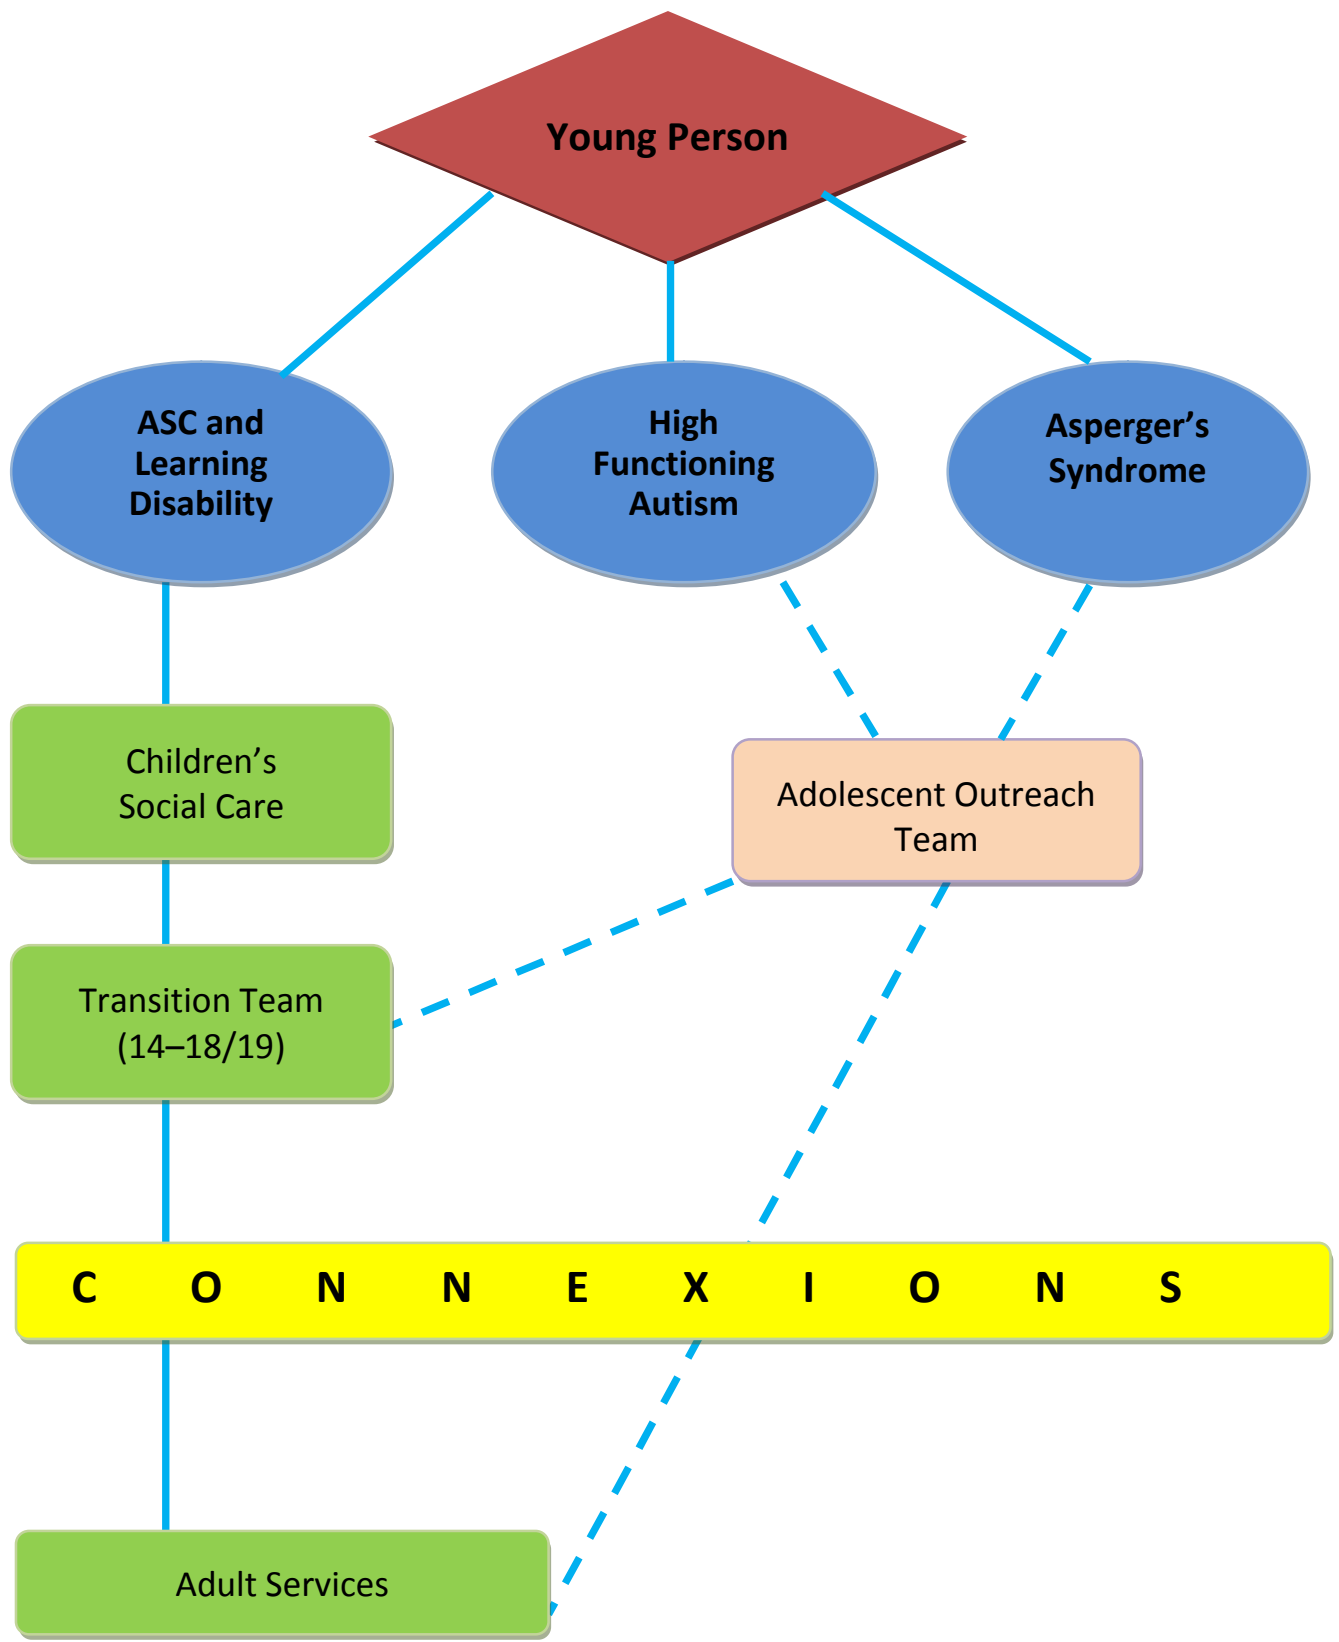 Young Person
ASC and
Learning
Disability
High
Functioning
Autism
Asperger’s
Syndrome
Children’s
Social Care
Adolescent Outreach
Team
Transition Team
(14–18/19)
C O N N E X I O N S
Adult Services